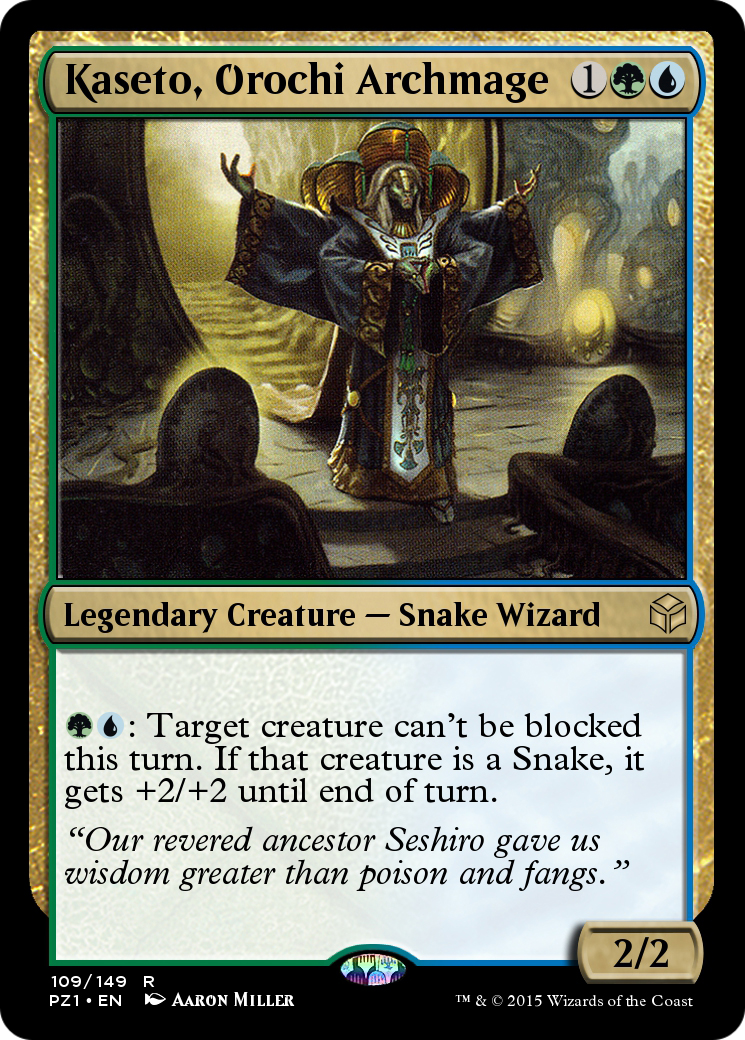 Kaseto, Orochi Archmage 1
Legendary Creature — Snake Wizard
: Target creature can't be blocked
this turn. If that creature is a Snake, it
gets +2/+2 until end of turn.
“Our revered ancestor Seshiro gave us
wisdom greater than poison and fangs.”
2/2
109/149 R
PZ1 • EN Aaron Miller
™ & © 2015 Wizards of the Coast